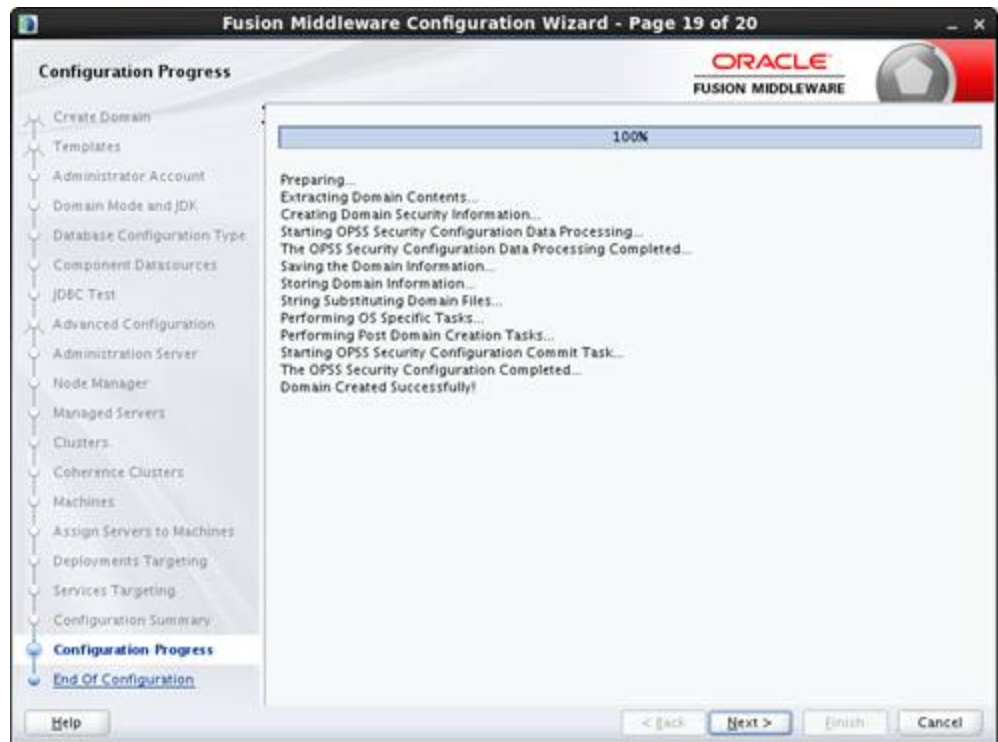 Fusion Middleware Configuration Wizard - Page 19 of 20
Configuration Progress
ORACLE
FUSION MIDDLEWARE
Create Domain
Templates
Administrator Account
Domain Mode and JDK
Database Configuration Type
Component Datasources
JDBC Test
Advanced Configuration
Administration Server
Node Manager
Managed Servers
Clusters
Coherence Clusters
Machines
Assign Servers to Machines
Deployments Targeting
Services Targeting
Configuration Summary
Configuration Progress
End Of Configuration
100%
Preparing...
Extracting Domain Contents...
Creating Domain Security Information...
Starting OPSS Security Configuration Data Processing...
The OPSS Security Configuration Data Processing Completed...
Saving the Domain Information...
Storing Domain Information...
String Substituting Domain Files...
Performing OS Specific Tasks...
Performing Post Domain Creation Tasks...
Starting OPSS Security Configuration Commit Task...
The OPSS Security Configuration Completed...
Domain Created Successfully!
Help
< Back
Next >
Finish
Cancel